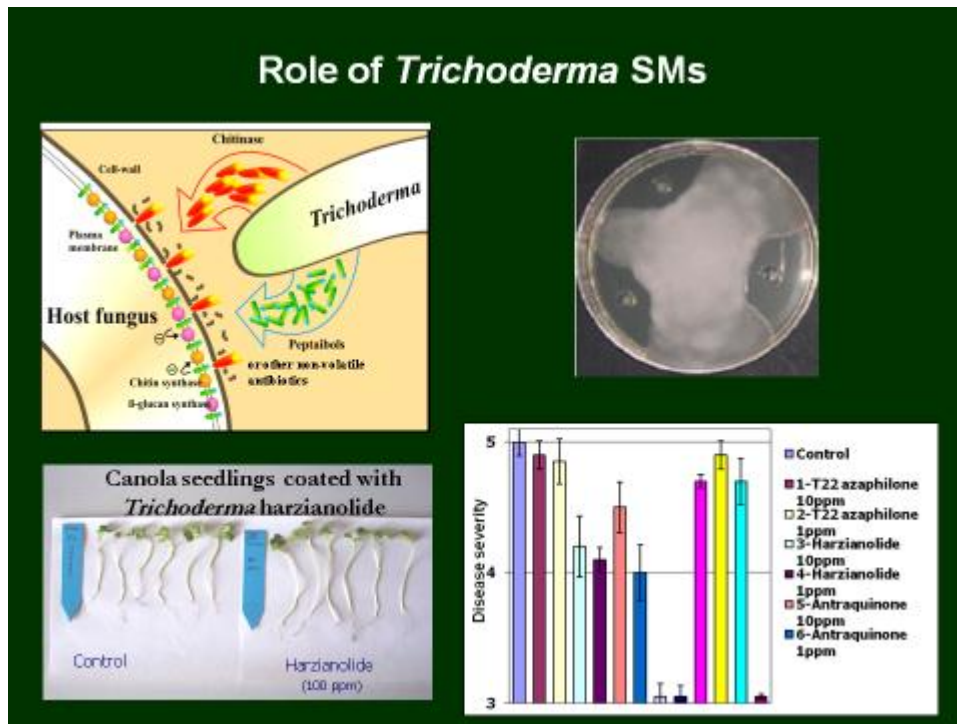 Role of Trichoderma SMs
Chitinase
Cell-wall
Trichoderma
Plasma
membrane
Host fungus
Peptaibols
or other non-volatile
antibiotics
Chitin synthase
B-glucan synthase
Canola seedlings coated with
Trichoderma harzianolide
Control
Harzianolide
(100 ppm)
Disease severity
5
4
3
Control
1-T22 azaphilone
10ppm
2-T22 azaphilone
1ppm
3-Harzianolide
10ppm
4-Harzianolide
1ppm
5-Antraquinone
10ppm
6-Antraquinone
1ppm